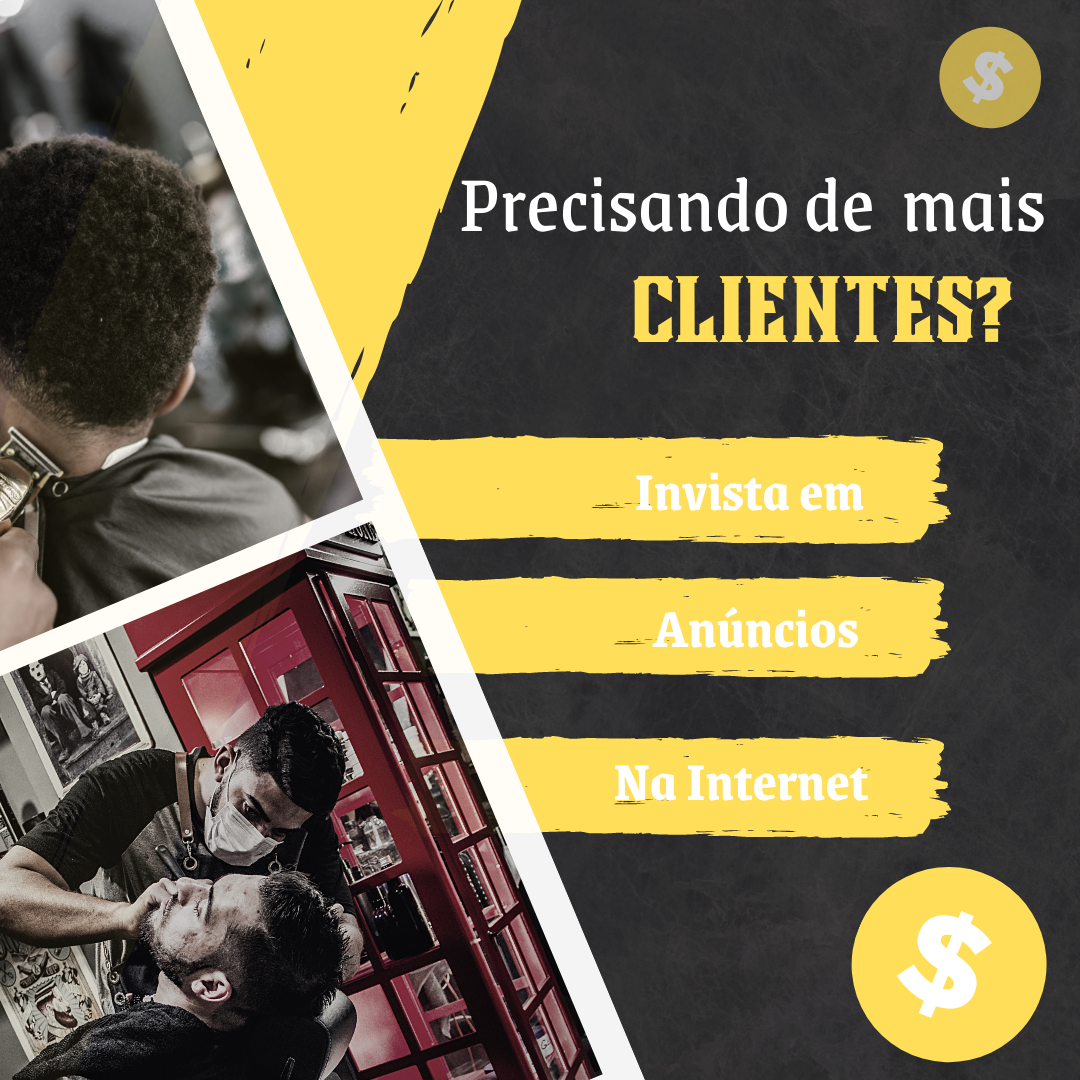 Precisando de mais
CLIENTES?
Invista em
Anúncios
Na Internet
$
$